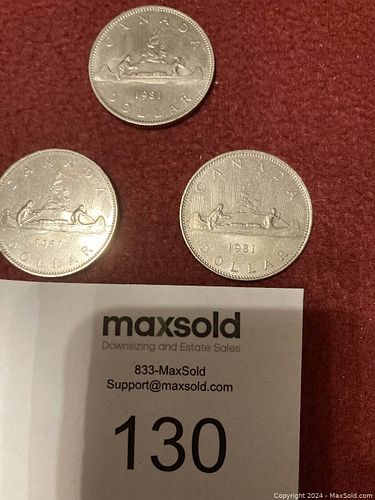 CANADA
1981
DOLLAR
CANADA
1981
DOLLAR
CANADA
1981
DOLLAR
maxsold
Downsizing and Estate Sales
833-MaxSold
Support@maxsold.com
130
Copyright 2024 - MaxSold.com